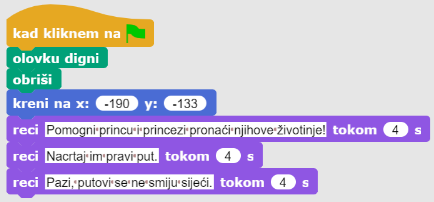 kad kliknem na
olovku digni
obriši
kreni na x: -190 y: -133
reci Pomogni princu i princezi pronaći njihove životinje! tokom 4 s
reci Nacrtaj im pravi put. tokom 4 s
reci Pazi, putovi se ne smiju sijeći. tokom 4 s